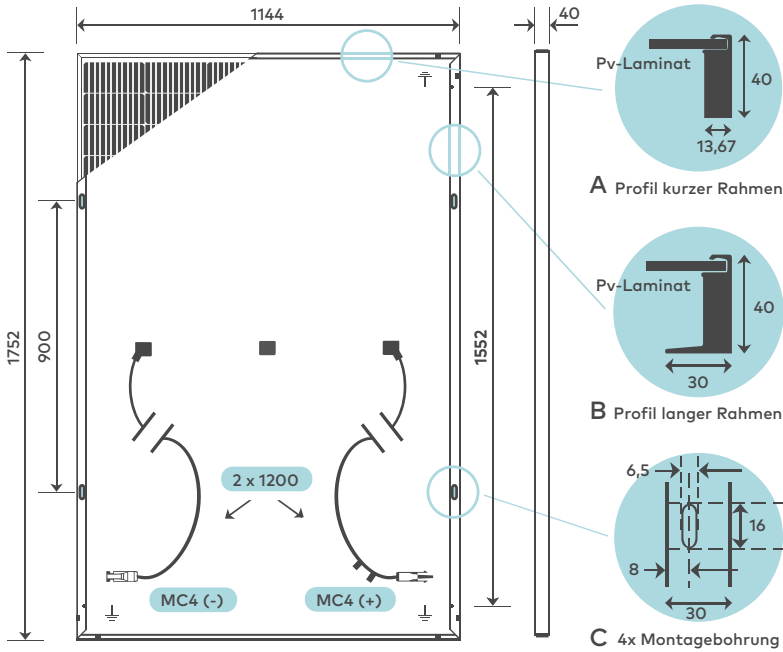 1144
40
Pv-Laminat
40
13,67
A Profil kurzer Rahmen
1752
900
1552
Pv-Laminat
40
30
B Profil langer Rahmen
2 x 1200
6,5
16
8
30
MC4 (-)
MC4 (+)
C 4x Montagebohrung